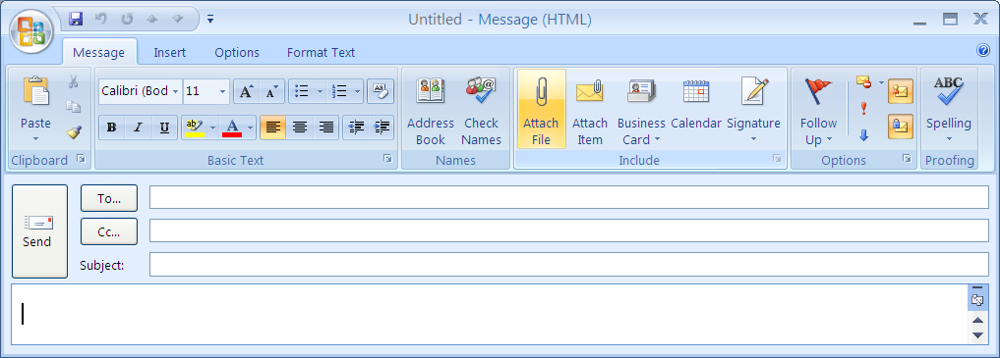 Untitled - Message (HTML)
Message Insert Options Format Text
Calibri (Bod 11
Paste
B I U ab A
Address Book
Check Names
Attach File
Attach Item
Business Card
Calendar
Signature
Follow Up
ABC
Spelling
Clipboard Basic Text Names Include Options Proofing
Send
To...
Cc...
Subject: